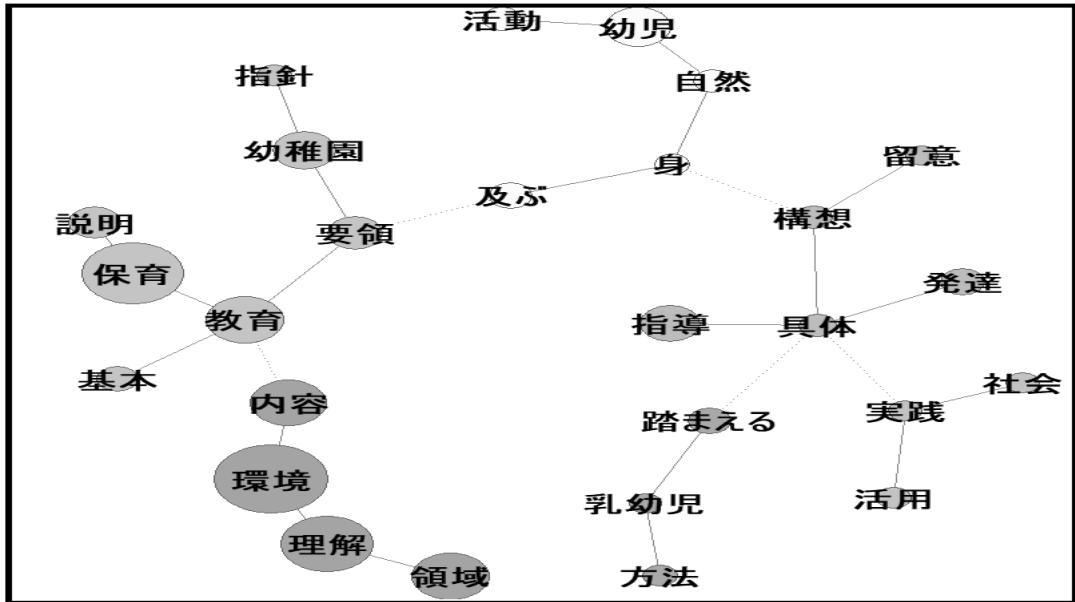 活動
幼児
指針
自然
幼稚園
身
留意
及ぶ
構想
説明
要領
保育
発達
教育
指導
具体
基本
内容
社会
実践
踏まえる
環境
活用
乳幼児
理解
領域
方法